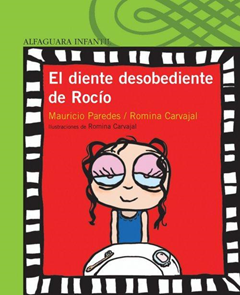 ALFAGUARA INFANTIL
El diente desobediente
de Rocío
Mauricio Paredes / Romina Carvajal
Ilustraciones de Romina Carvajal